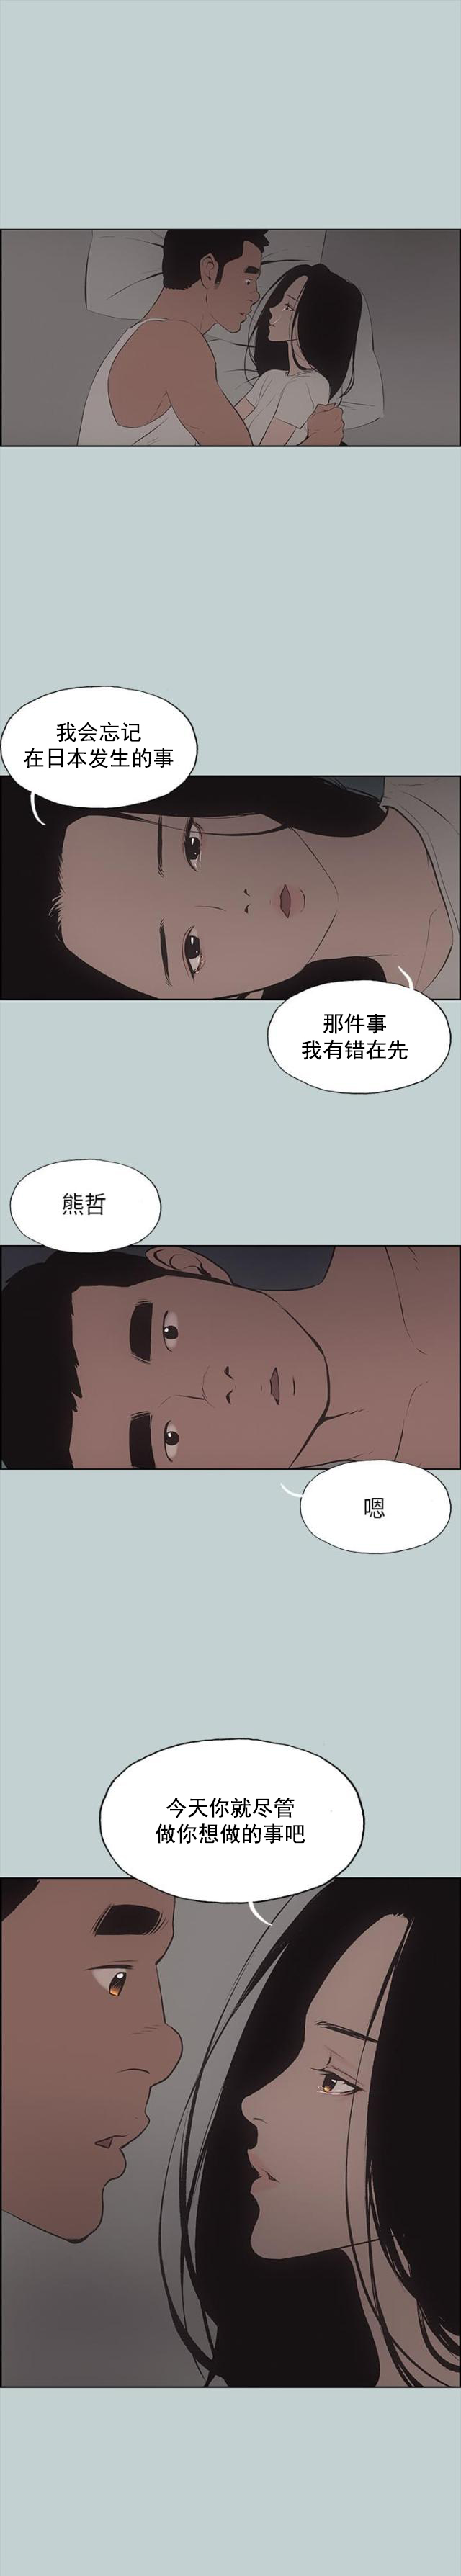 我会忘记
在日本发生的事
那件事
我有错在先
熊哲
嗯
今天你就尽管
做你想做的事吧